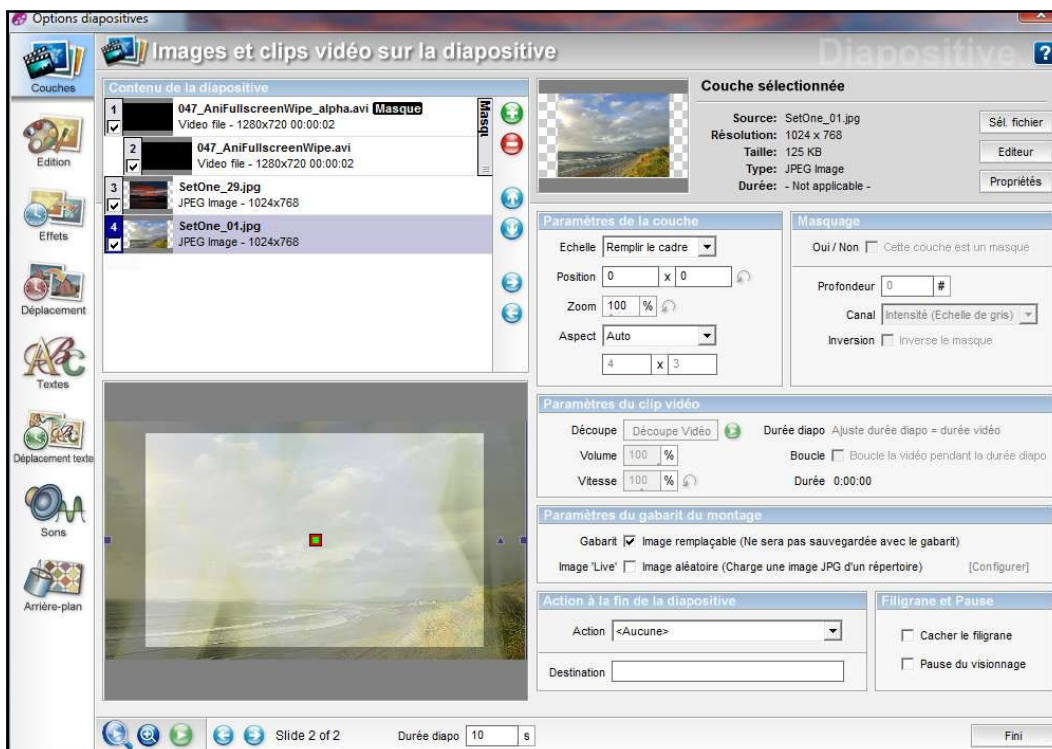 Options diapositives
Images et clips vidéo sur la diapositive
Diapositive
?
Couches
Edition
Effets
Déplacement
Textes
Déplacement texte
Sons
Arrière-plan
Contenu de la diapositive
1 047_AniFullscreenWipe_alpha.avi Masque
Video file - 1280x720 00:00:02
2 047_AniFullscreenWipe.avi
Video file - 1280x720 00:00:02
Masqu
3 SetOne_29.jpg
JPEG Image - 1024x768
4 SetOne_01.jpg
JPEG Image - 1024x768
Couche sélectionnée
Source: SetOne_01.jpg
Résolution: 1024 x 768
Taille: 125 KB
Type: JPEG Image
Durée: - Not applicable -
Sél. fichier
Editeur
Propriétés
Paramètres de la couche
Echelle Remplir le cadre
Position 0 x 0
Zoom 100 %
Aspect Auto
4 x 3
Masquage
Oui / Non Cette couche est un masque
Profondeur 0 #
Canal Intensité (Echelle de gris)
Inversion Inverse le masque
Paramètres du clip vidéo
Découpe Découpe Vidéo Durée diapo Ajuste durée diapo = durée vidéo
Volume 100 % Boucle Boucle la vidéo pendant la durée diapo
Vitesse 100 % Durée 0:00:00
Paramètres du gabarit du montage
Gabarit Image remplaçable (Ne sera pas sauvegardée avec le gabarit)
Image 'Live' Image aléatoire (Charge une image JPG d'un répertoire) [Configurer]
Action à la fin de la diapositive
Action <Aucune>
Destination
Filigrane et Pause
Cacher le filigrane
Pause du visionnage
Slide 2 of 2 Durée diapo 10 s
Fini